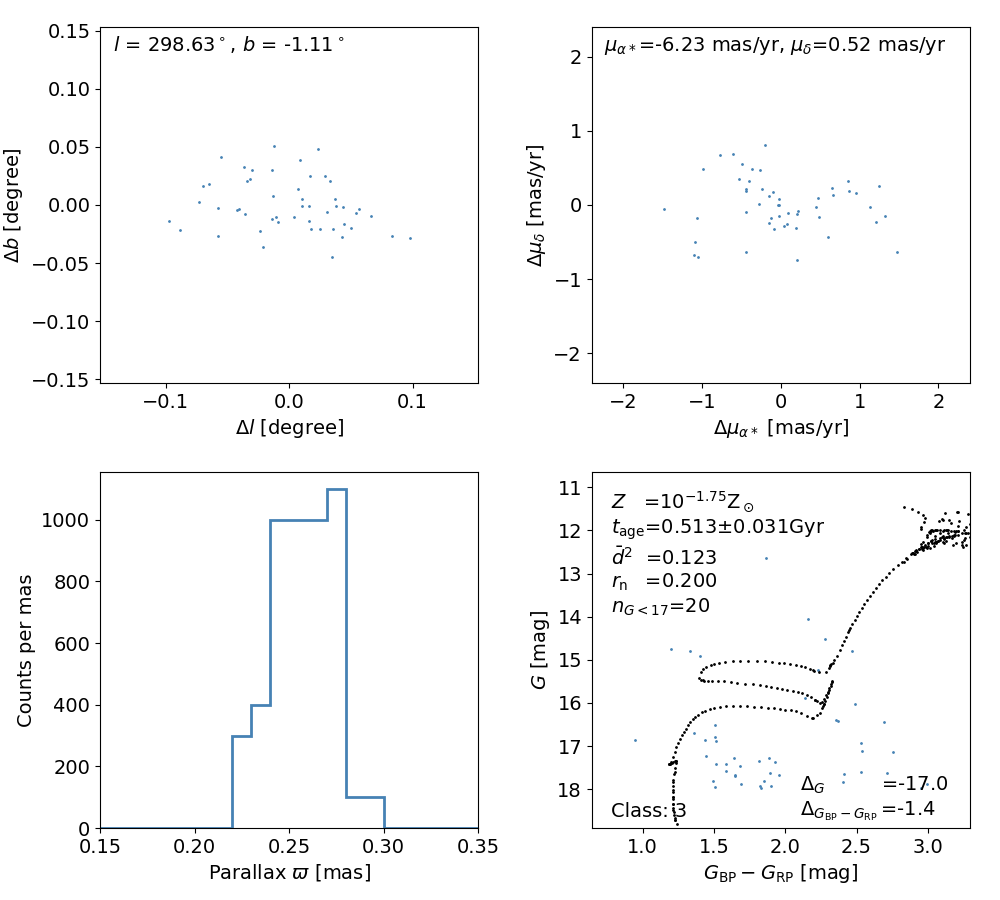 l = 298.63°, b = -1.11°
0.15
0.10
0.05
0.00
−0.05
−0.10
−0.15
Δb [degree]
−0.1 0.0 0.1
Δl [degree]
μα*=-6.23 mas/yr, μδ=0.52 mas/yr
2
1
0
−1
−2
Δμδ [mas/yr]
−2 −1 0 1 2
Δμα* [mas/yr]
1000
800
600
400
200
0
Counts per mas
0.15 0.20 0.25 0.30 0.35
Parallax ϖ [mas]
Z =10^−1.75 Z⊙
tage=0.513±0.031Gyr
d̄² =0.123
rn =0.200
nG<17=20
11
12
13
14
15
16
17
18
G [mag]
ΔG =-17.0
Class: 3
ΔGBP−GRP=-1.4
1.0 1.5 2.0 2.5 3.0
GBP − GRP [mag]